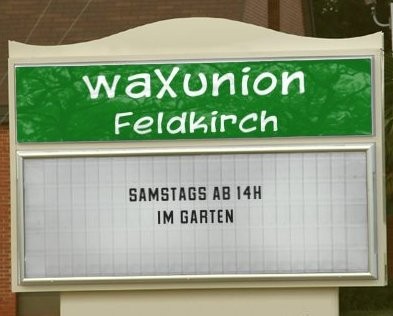 waXunion
Feldkirch
SAMSTAGS AB 14H
IM GARTEN